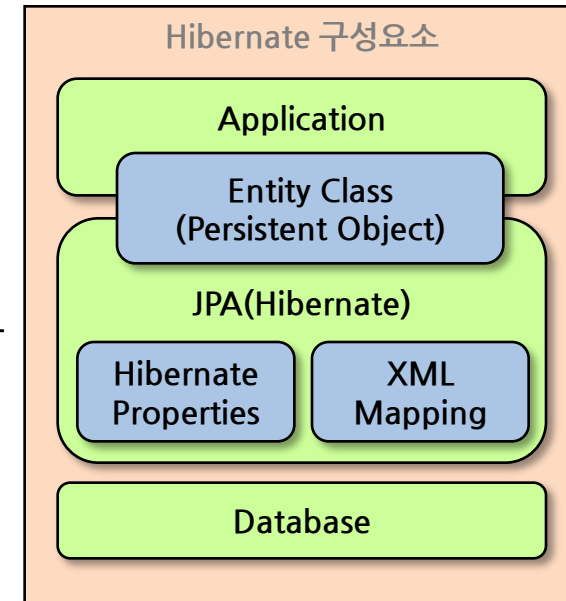 Hibernate 구성요소
Application
Entity Class
(Persistent Object)
JPA(Hibernate)
Hibernate
Properties
XML
Mapping
Database